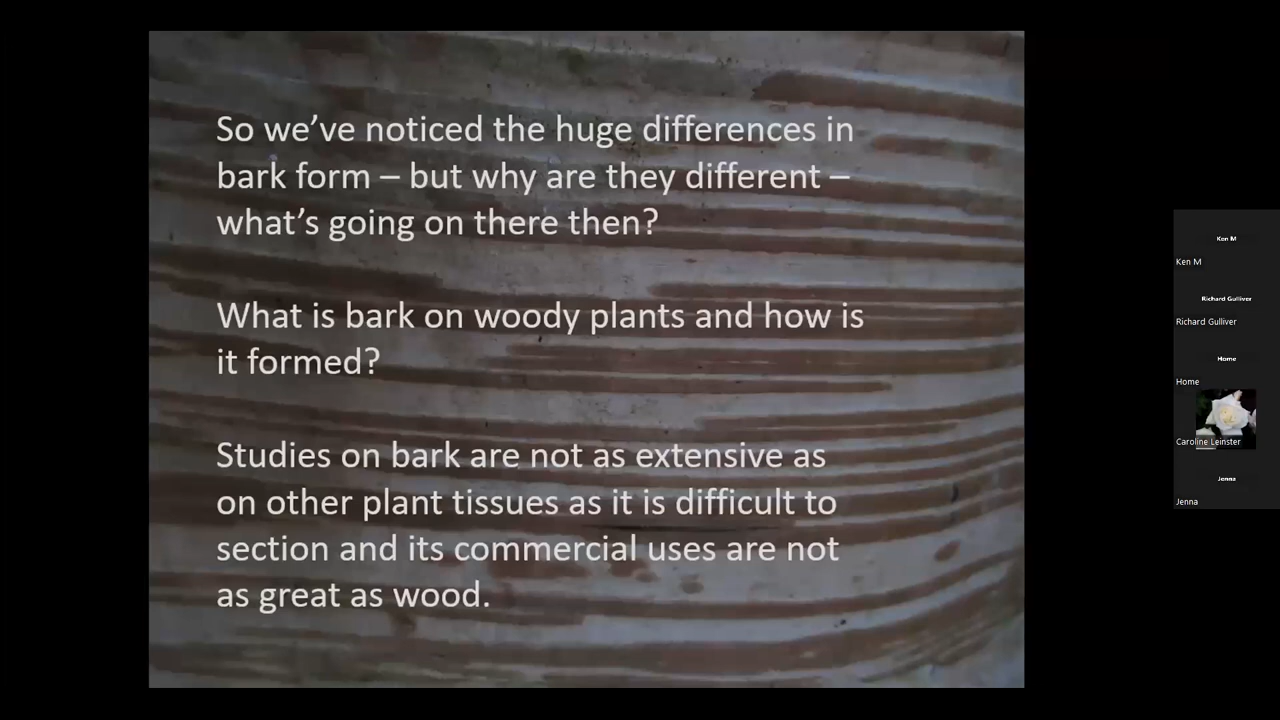 So we’ve noticed the huge differences in
bark form – but why are they different –
what’s going on there then?
What is bark on woody plants and how is
it formed?
Studies on bark are not as extensive as
on other plant tissues as it is difficult to
section and its commercial uses are not
as great as wood.
Ken M
Ken M
Richard Gulliver
Richard Gulliver
Home
Home
Caroline Leinster
Jenna
Jenna